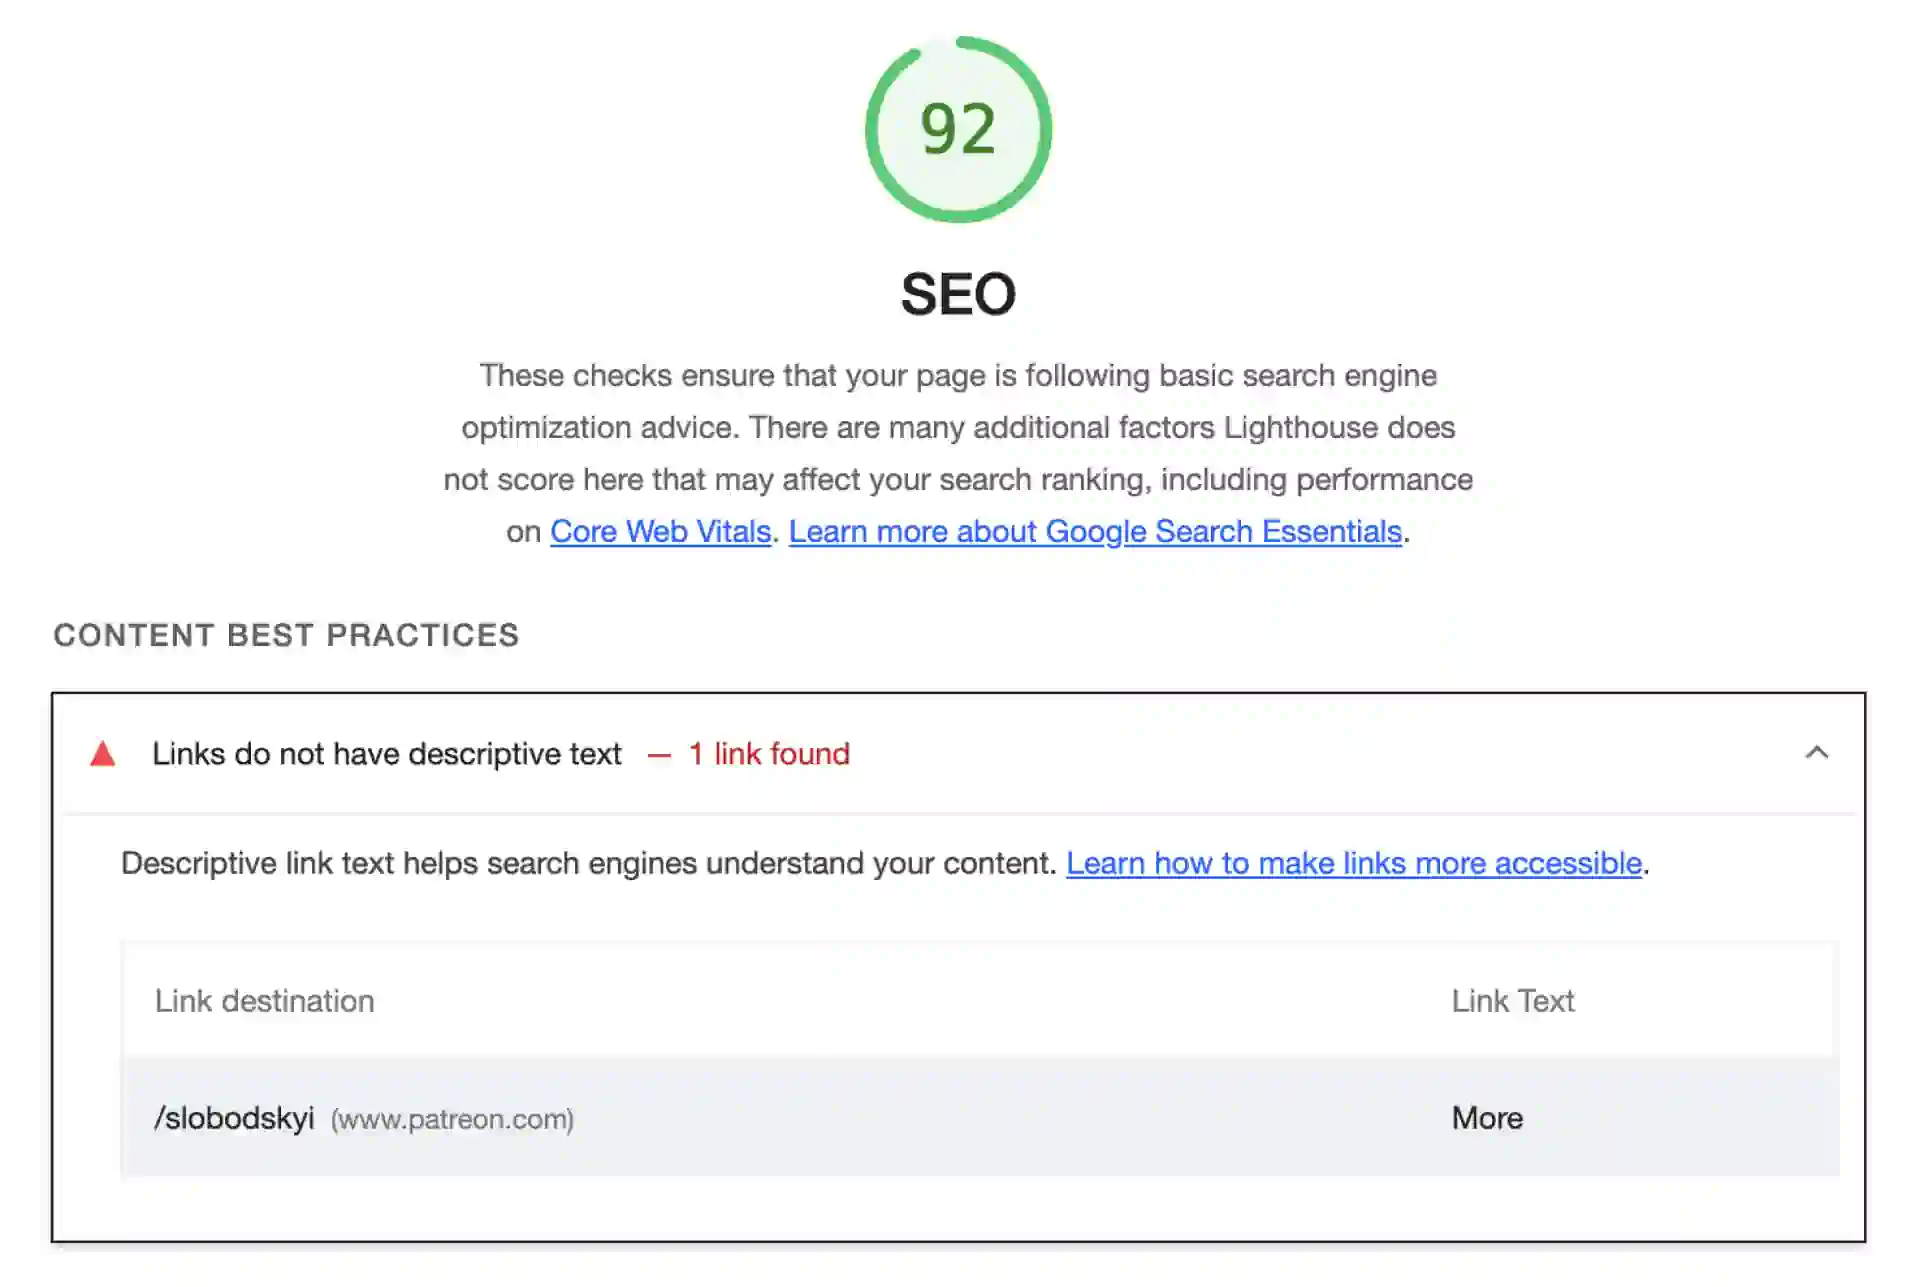 92
SEO
These checks ensure that your page is following basic search engine
optimization advice. There are many additional factors Lighthouse does
not score here that may affect your search ranking, including performance
on Core Web Vitals. Learn more about Google Search Essentials.
CONTENT BEST PRACTICES
Links do not have descriptive text — 1 link found
Descriptive link text helps search engines understand your content. Learn how to make links more accessible.
Link destination Link Text
/slobodskyi (www.patreon.com) More